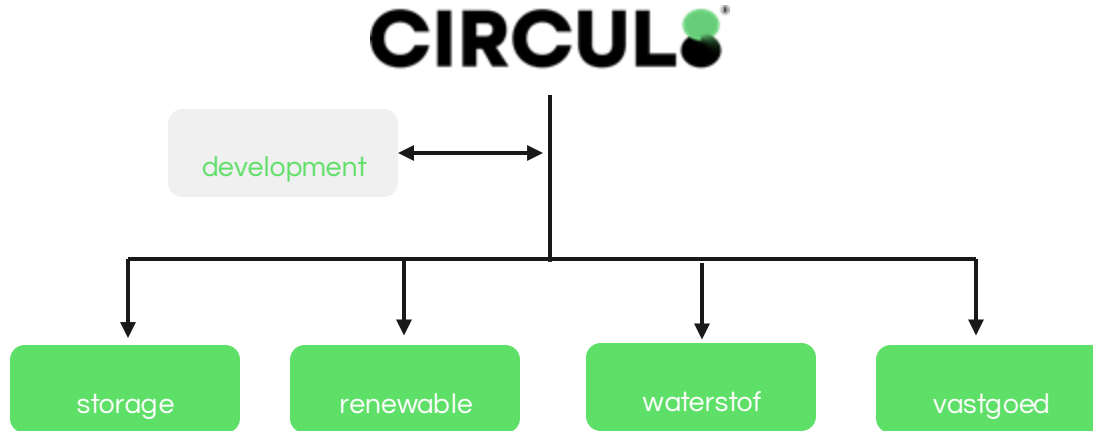 CIRCUL8
development
storage
renewable
waterstof
vastgoed